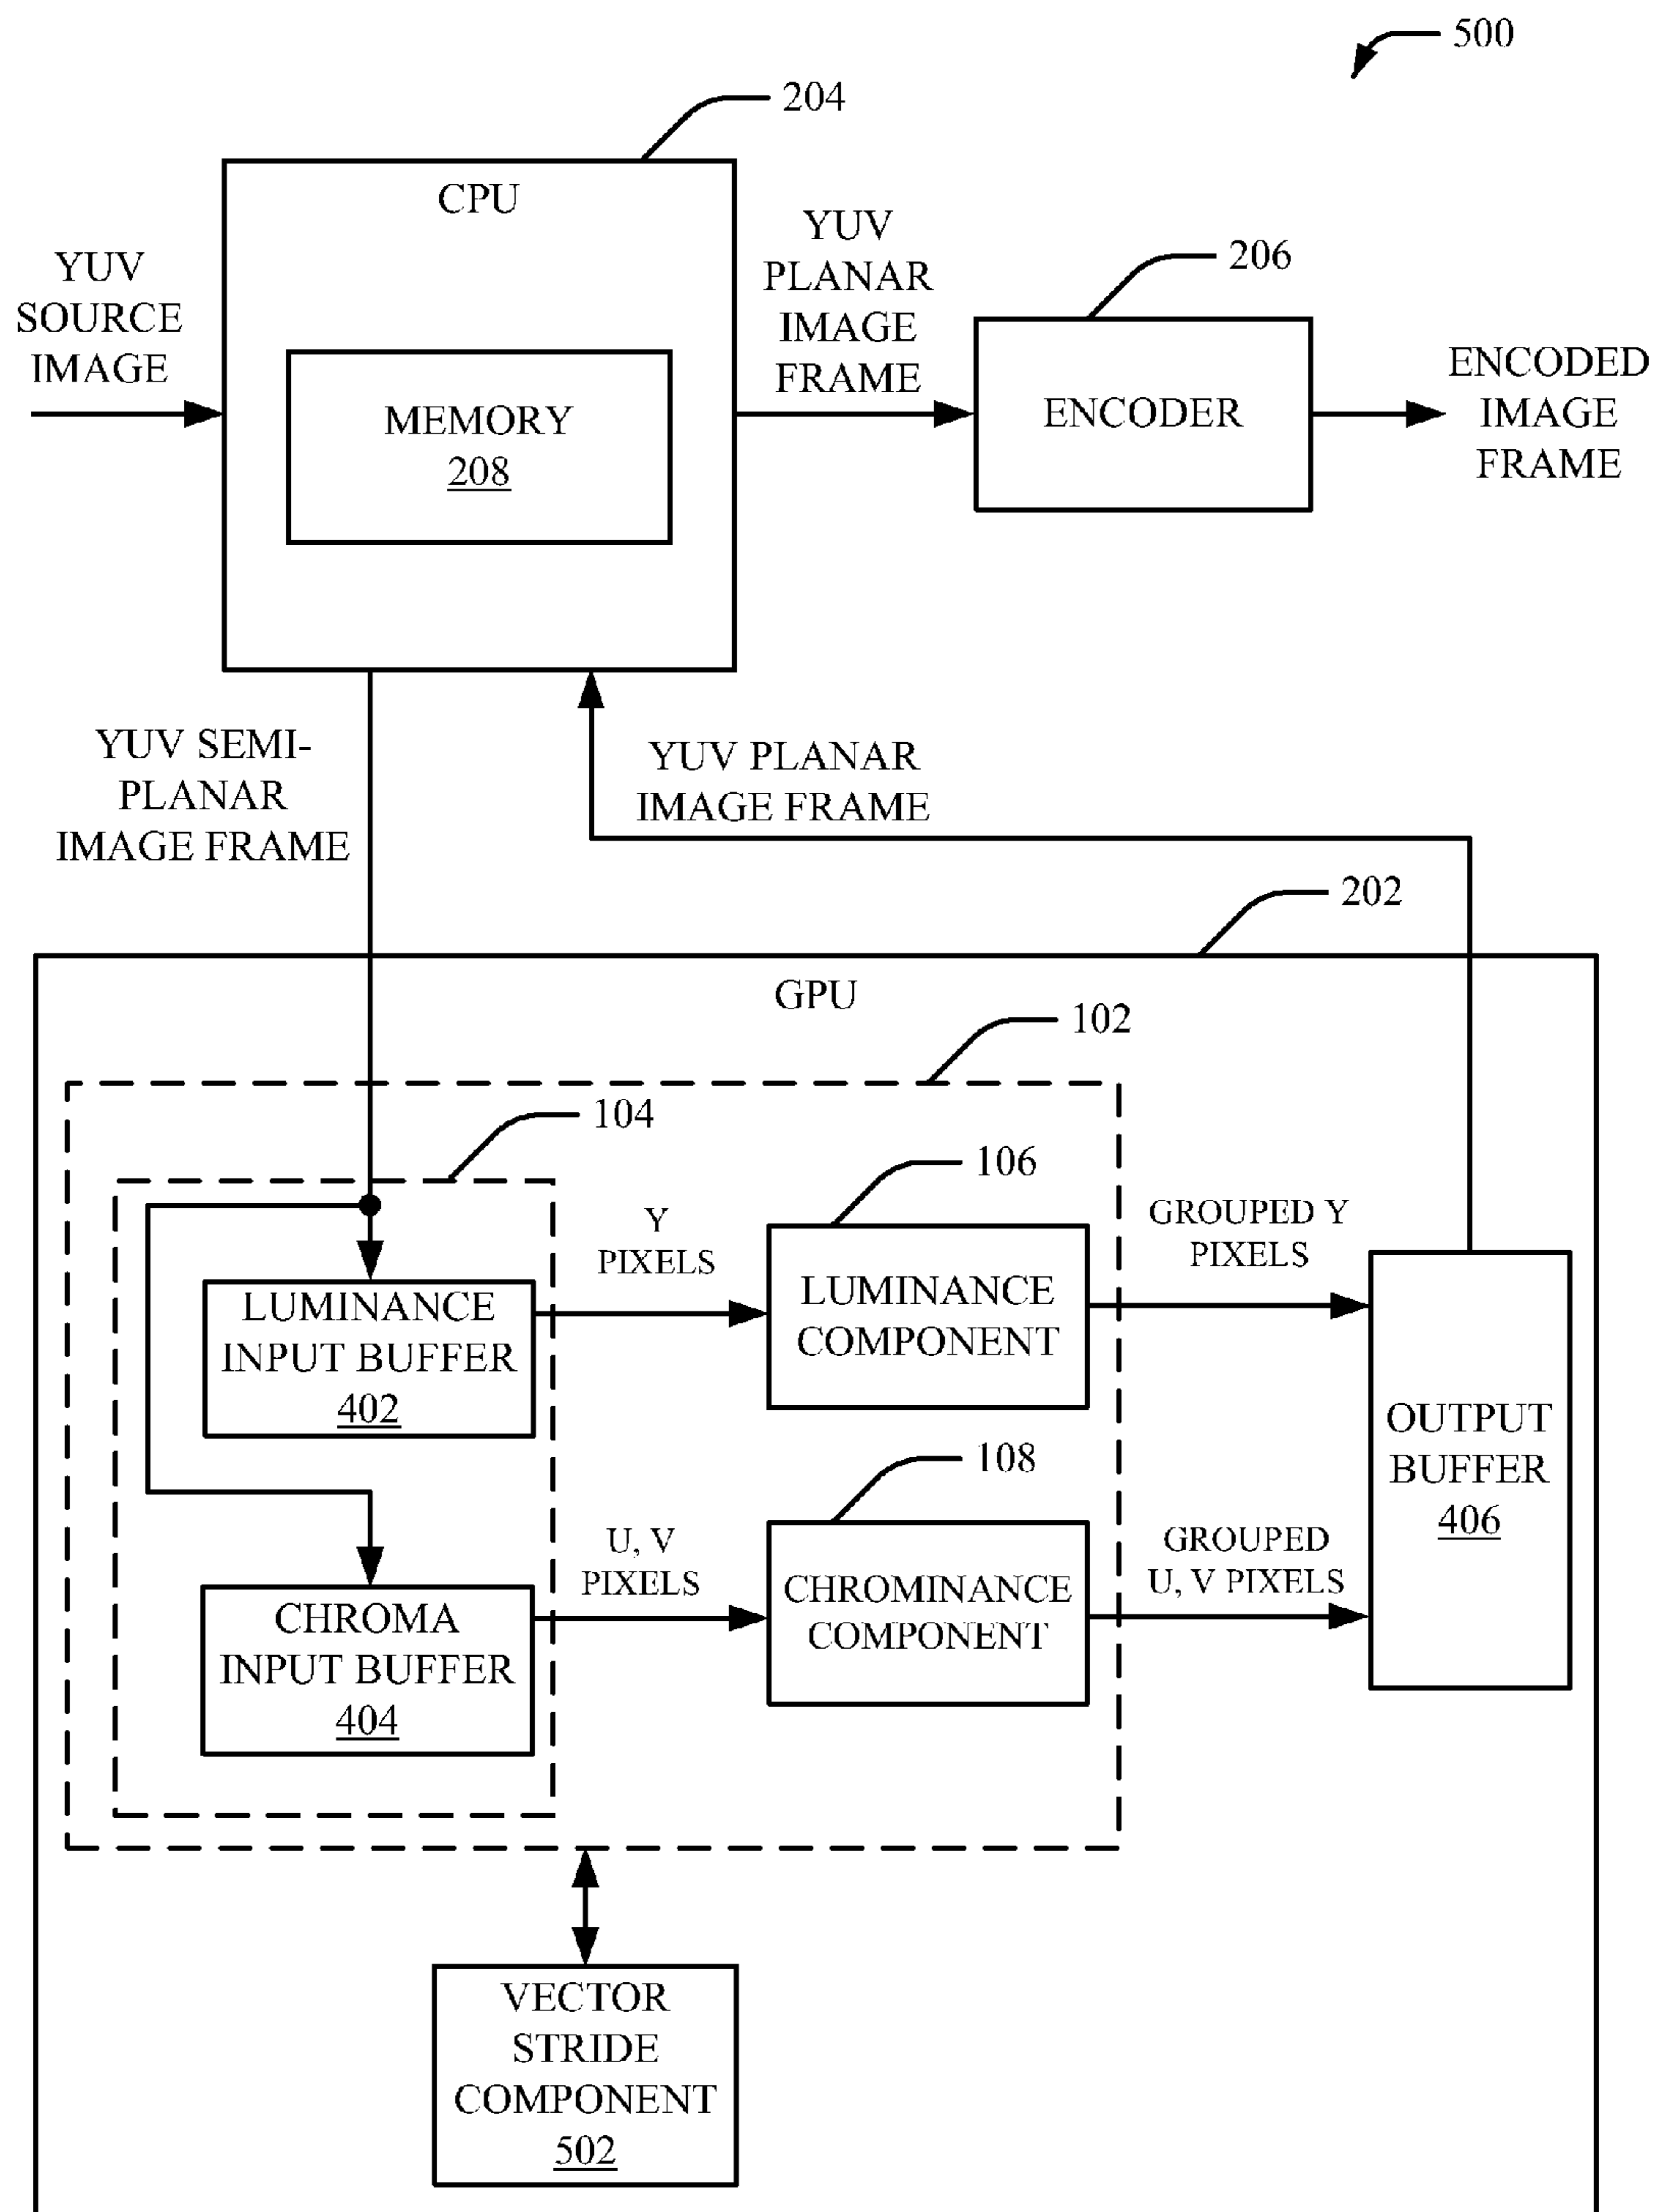 500
204
CPU
YUV
SOURCE
IMAGE
MEMORY
208
YUV
PLANAR
IMAGE
FRAME
206
ENCODER
ENCODED
IMAGE
FRAME
YUV SEMI-
PLANAR
IMAGE FRAME
YUV PLANAR
IMAGE FRAME
202
GPU
102
104
106
Y
PIXELS
GROUPED Y
PIXELS
LUMINANCE
INPUT BUFFER
402
LUMINANCE
COMPONENT
OUTPUT
BUFFER
406
108
U, V
PIXELS
GROUPED
U, V PIXELS
CHROMA
INPUT BUFFER
404
CHROMINANCE
COMPONENT
VECTOR
STRIDE
COMPONENT
502